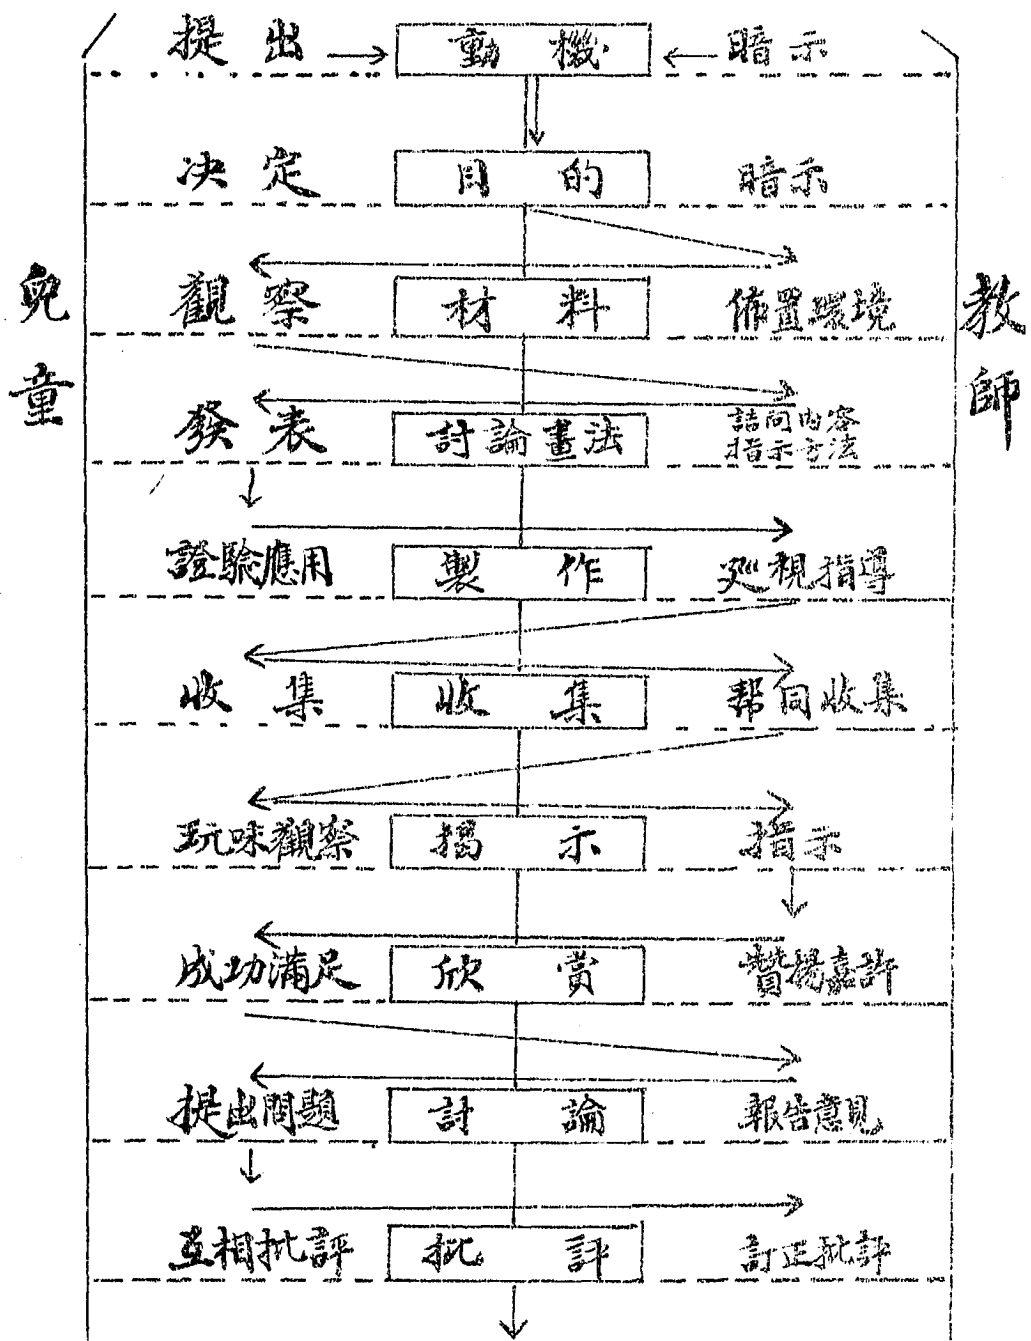 提出 動機 暗示
決定 目的 暗示
兒童
教師
觀察 材料 佈置環境
發表 討論畫法 詰问内容
指示方法
證驗應用 製作 巡視指導
收集 收集 帮同收集
玩味觀察 揭示 指示
成功滿足 欣賞 贊揚嘉許
提出問題 討論 報告意見
互相批評 批評 訂正批評